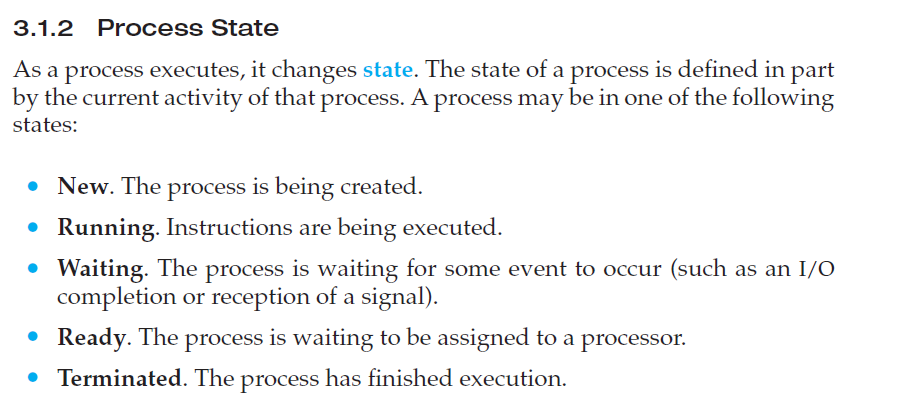 3.1.2 Process State
As a process executes, it changes state. The state of a process is defined in part
by the current activity of that process. A process may be in one of the following
states:
• New. The process is being created.
• Running. Instructions are being executed.
• Waiting. The process is waiting for some event to occur (such as an I/O
completion or reception of a signal).
• Ready. The process is waiting to be assigned to a processor.
• Terminated. The process has finished execution.